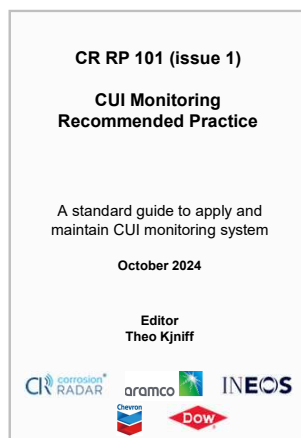 CR RP 101 (issue 1)
CUI Monitoring
Recommended Practice
A standard guide to apply and
maintain CUI monitoring system
October 2024
Editor
Theo Kjniff
CR corrosion
RADAR
aramco
INEOS
Chevron
Dow